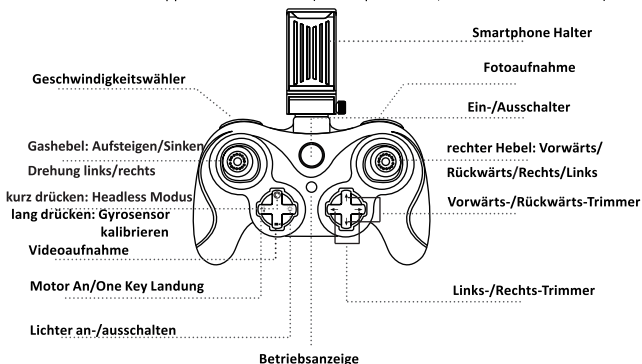 Smartphone Halter
Fotoaufnahme
Geschwindigkeitswähler
Ein-/Ausschalter
Gashebel: Aufsteigen/Sinken
Drehung links/rechts
rechter Hebel: Vorwärts/
Rückwärts/Rechts/Links
kurz drücken: Headless Modus
lang drücken: Gyrosensor
kalibrieren
Vorwärts-/Rückwärts-Trimmer
Videoaufnahme
Motor An/One Key Landung
Links-/Rechts-Trimmer
Lichter an-/ausschalten
Betriebsanzeige